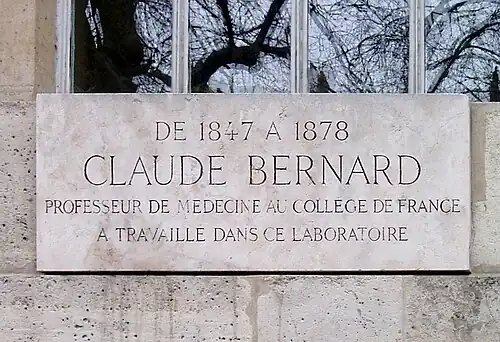 DE 1847 A 1878
CLAUDE BERNARD
PROFESSEUR DE MEDECINE AU COLLEGE DE FRANCE
A TRAVAILLE DANS CE LABORATOIRE